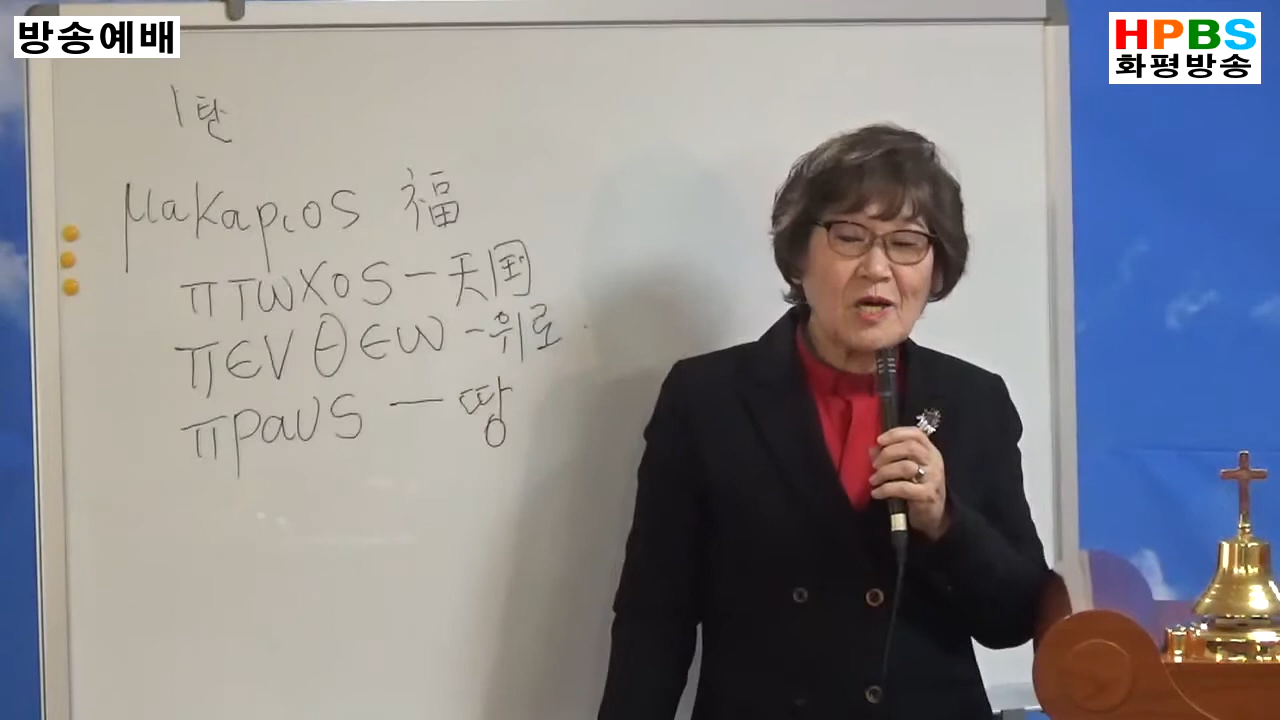 방송예배
HPBS
화평방송
1탄
μακαριος 福
πτωχος - 天国
πενθεω - 위로
πραυς - 땅